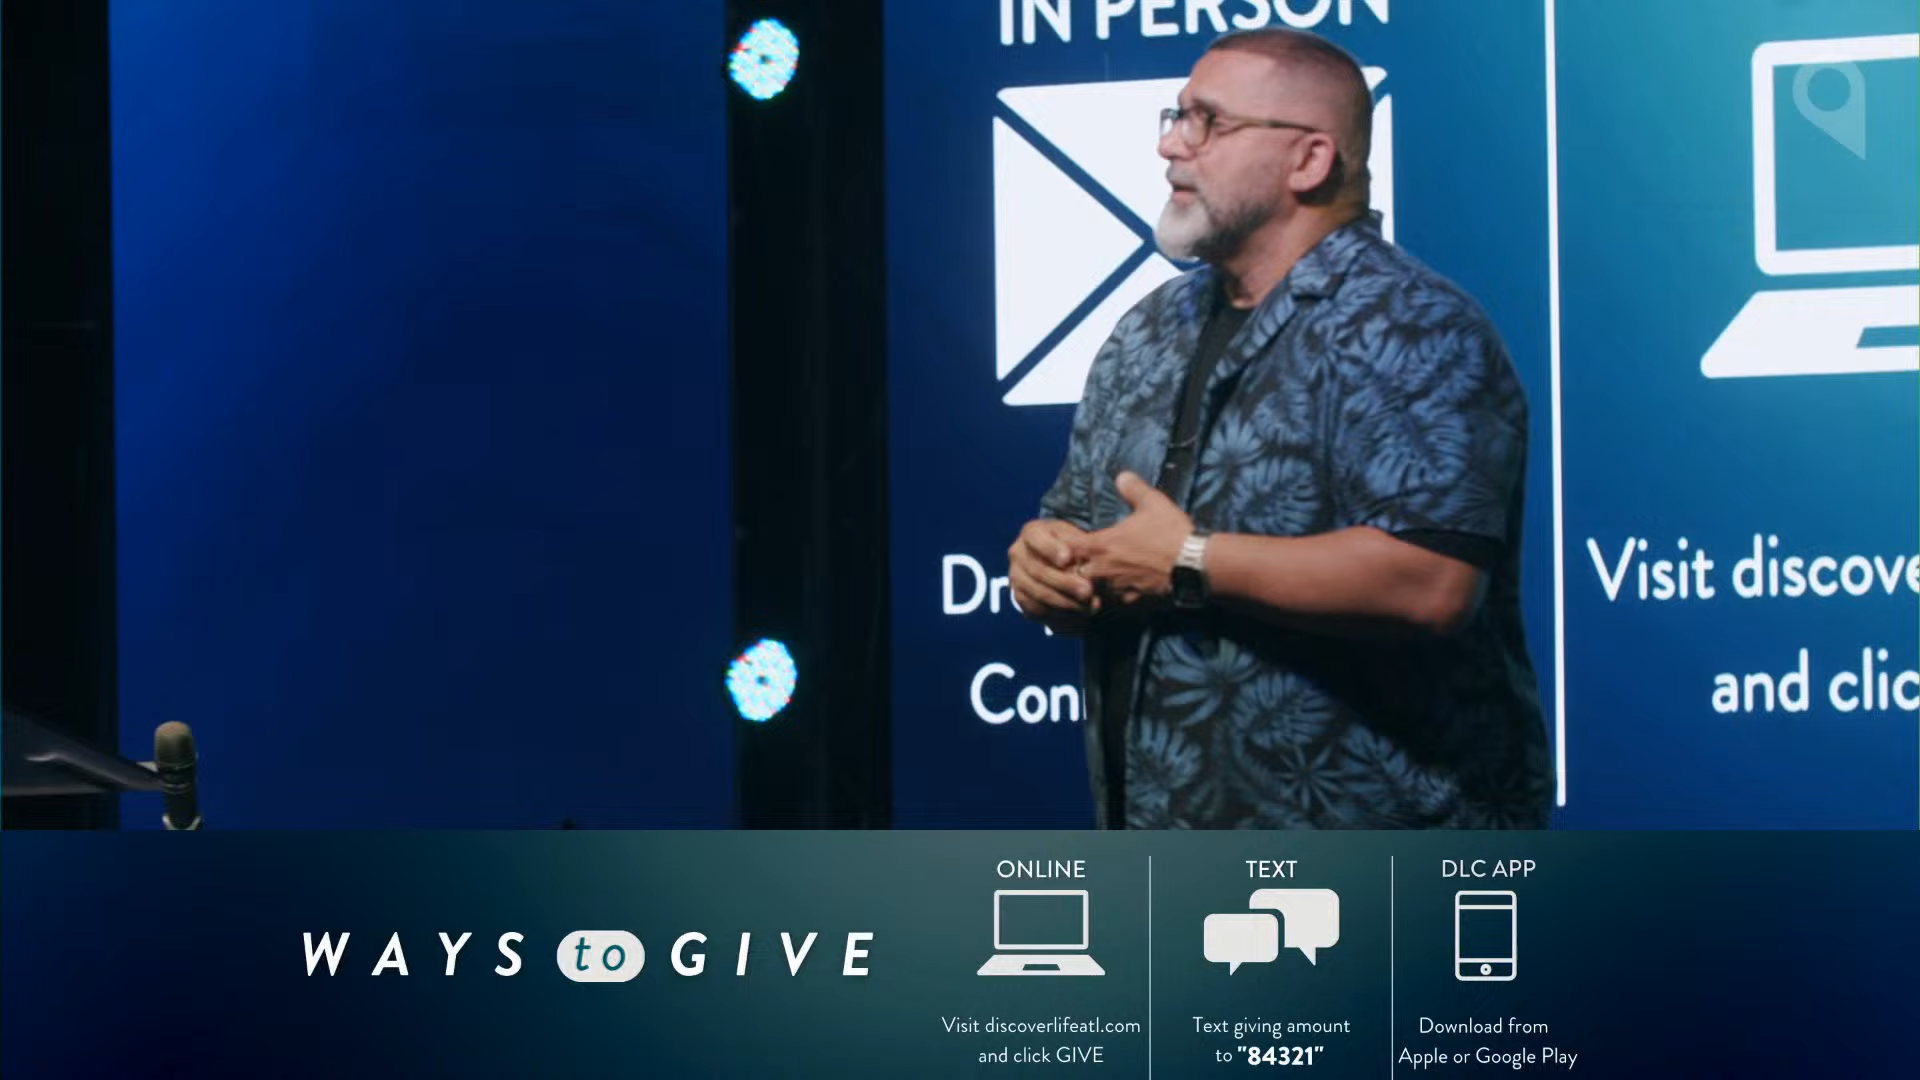 IN PERSON
Con
Visit discove
and clic
WAYS to GIVE
ONLINE
Visit discoverlifeatl.com
and click GIVE
TEXT
Text giving amount
to "84321"
DLC APP
Download from
Apple or Google Play